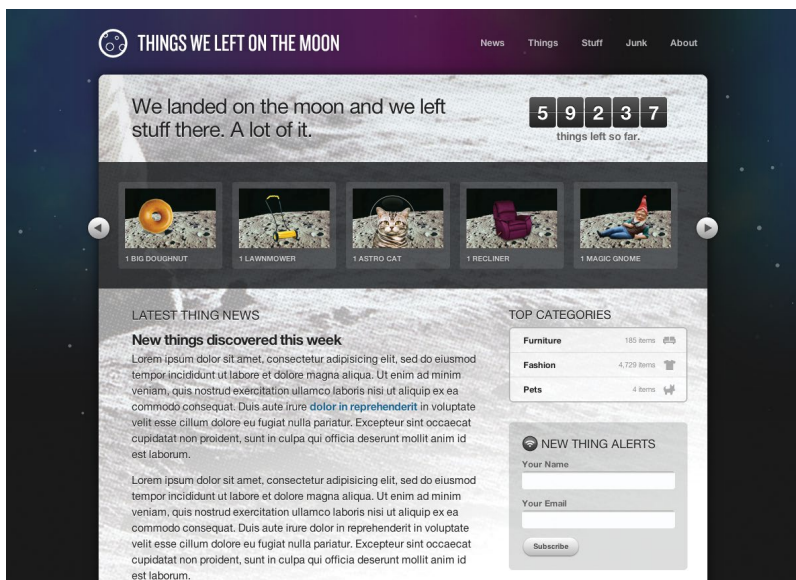 THINGS WE LEFT ON THE MOON
News Things Stuff Junk About
We landed on the moon and we left
stuff there. A lot of it.
59237
things left so far.
1 BIG DOUGHNUT
1 LAWNMOWER
1 ASTRO CAT
1 RECLINER
1 MAGIC GNOME
LATEST THING NEWS
New things discovered this week
Lorem ipsum dolor sit amet, consectetur adipisicing elit, sed do eiusmod
tempor incididunt ut labore et dolore magna aliqua. Ut enim ad minim
veniam, quis nostrud exercitation ullamco laboris nisi ut aliquip ex ea
commodo consequat. Duis aute irure dolor in reprehenderit in voluptate
velit esse cillum dolore eu fugiat nulla pariatur. Excepteur sint occaecat
cupidatat non proident, sunt in culpa qui officia deserunt mollit anim id
est laborum.
Lorem ipsum dolor sit amet, consectetur adipisicing elit, sed do eiusmod
tempor incididunt ut labore et dolore magna aliqua. Ut enim ad minim
veniam, quis nostrud exercitation ullamco laboris nisi ut aliquip ex ea
commodo consequat. Duis aute irure dolor in reprehenderit in voluptate
velit esse cillum dolore eu fugiat nulla pariatur. Excepteur sint occaecat
cupidatat non proident, sunt in culpa qui officia deserunt mollit anim id
est laborum.
TOP CATEGORIES
Furniture 185 items
Fashion 4,729 items
Pets 4 items
NEW THING ALERTS
Your Name
Your Email
Subscribe